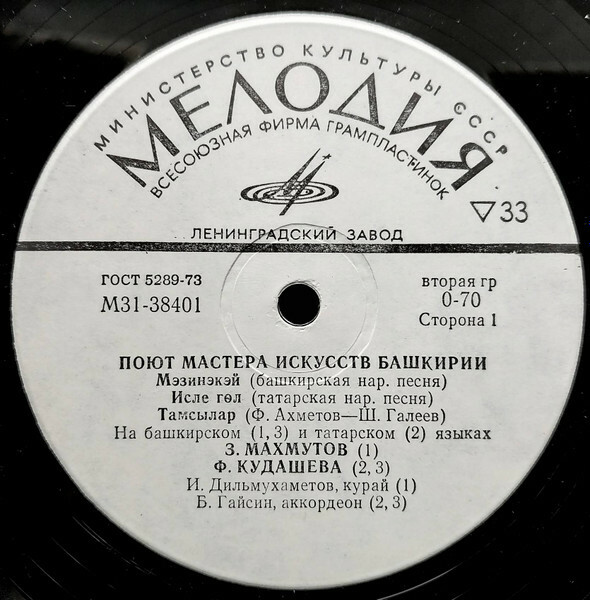 МИНИСТЕРСТВО КУЛЬТУРЫ СССР
МЕЛОДИЯ
ВСЕСОЮЗНАЯ ФИРМА ГРАМПЛАСТИНОК
▽33
ЛЕНИНГРАДСКИЙ ЗАВОД
ГОСТ 5289-73
М31-38401
вторая гр
0-70
Сторона 1
ПОЮТ МАСТЕРА ИСКУССТВ БАШКИРИИ
Мэзинэкэй (башкирская нар. песня)
Исле гөл (татарская нар. песня)
Тамсылар (Ф. Ахметов—Ш. Галеев)
На башкирском (1, 3) и татарском (2) языках
З. МАХМУТОВ (1)
Ф. КУДАШЕВА (2, 3)
И. Дильмухаметов, курай (1)
Б. Гайсин, аккордеон (2, 3)